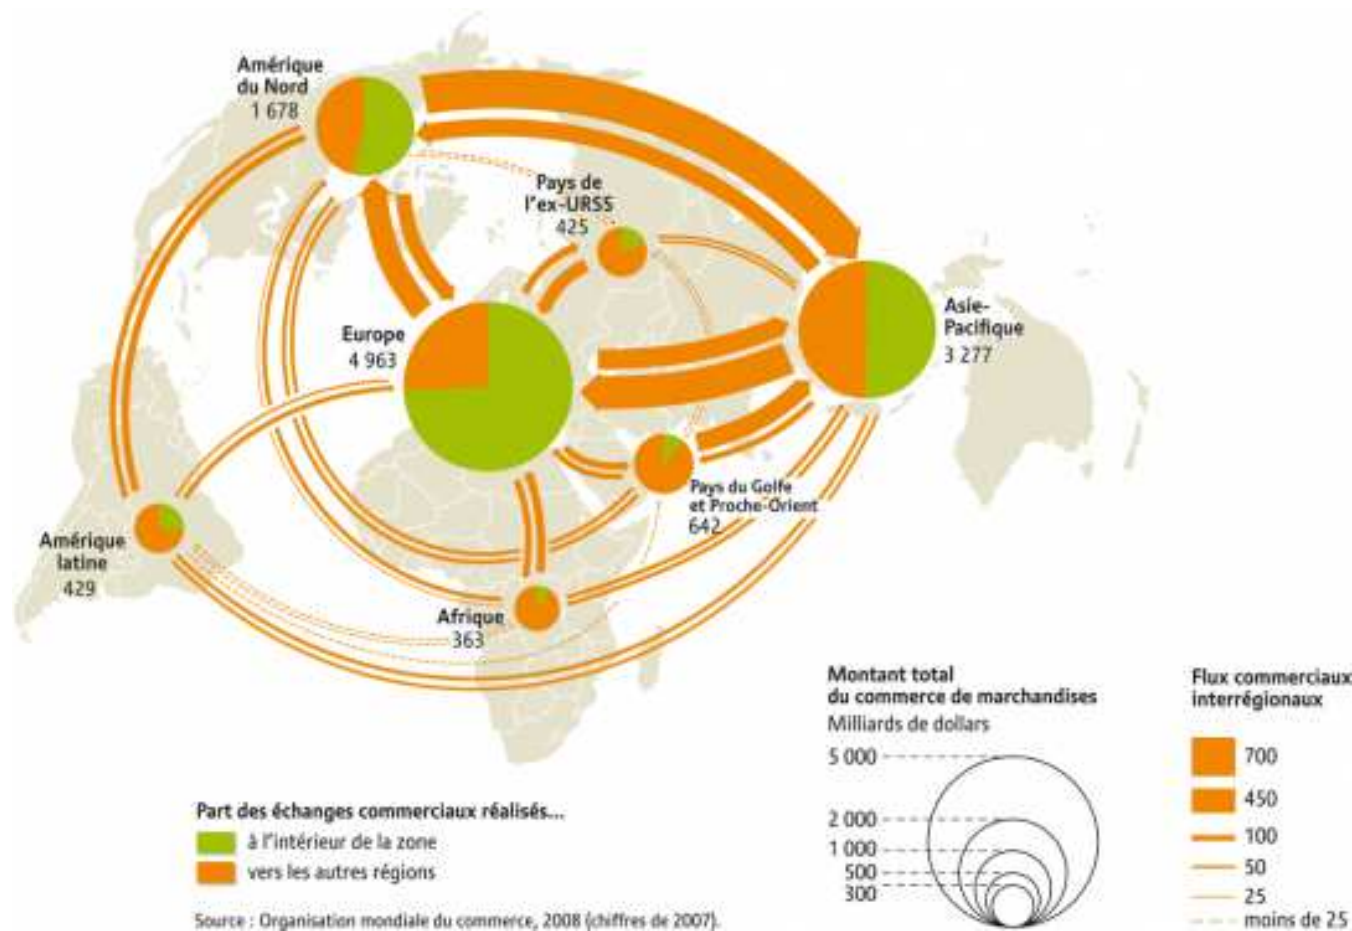 Amérique
du Nord
1 678
Pays de
l'ex-URSS
425
Europe
4 963
Asie-
Pacifique
3 277
Pays du Golfe
et Proche-Orient
642
Amérique
latine
429
Afrique
363
Montant total
du commerce de marchandises
Milliards de dollars
5 000
2 000
1 000
500
300
Flux commerciaux
interrégionaux
700
450
100
50
25
moins de 25
Part des échanges commerciaux réalisés...
à l'intérieur de la zone
vers les autres régions
Source : Organisation mondiale du commerce, 2008 (chiffres de 2007).